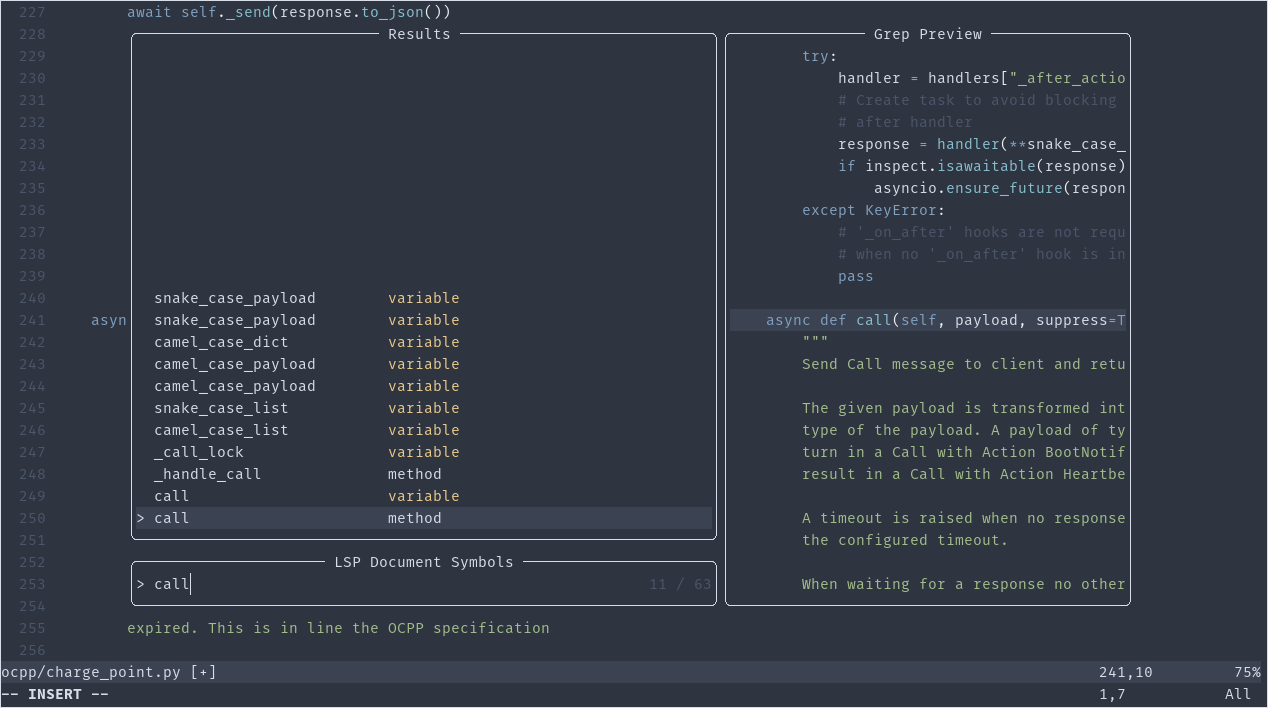 227         await self._send(response.to_json())
228 Results Grep Preview
229 try:
230 handler = handlers["_after_actio
231 # Create task to avoid blocking
232 # after handler
233 response = handler(**snake_case_
234 if inspect.isawaitable(response)
235 asyncio.ensure_future(respon
236 except KeyError:
237 # '_on_after' hooks are not requ
238 # when no '_on_after' hook is in
239 pass
240 snake_case_payload variable
241 asyn snake_case_payload variable async def call(self, payload, suppress=T
242 camel_case_dict variable """
243 camel_case_payload variable Send Call message to client and retu
244 camel_case_payload variable
245 snake_case_list variable The given payload is transformed int
246 camel_case_list variable type of the payload. A payload of ty
247 _call_lock variable turn in a Call with Action BootNotif
248 _handle_call method result in a Call with Action Heartbe
249 call variable
250 > call method A timeout is raised when no response
251 the configured timeout.
252 LSP Document Symbols
253 > call 11 / 63 When waiting for a response no other
254
255 expired. This is in line the OCPP specification
256
ocpp/charge_point.py [+] 241,10 75%
-- INSERT -- 1,7 All